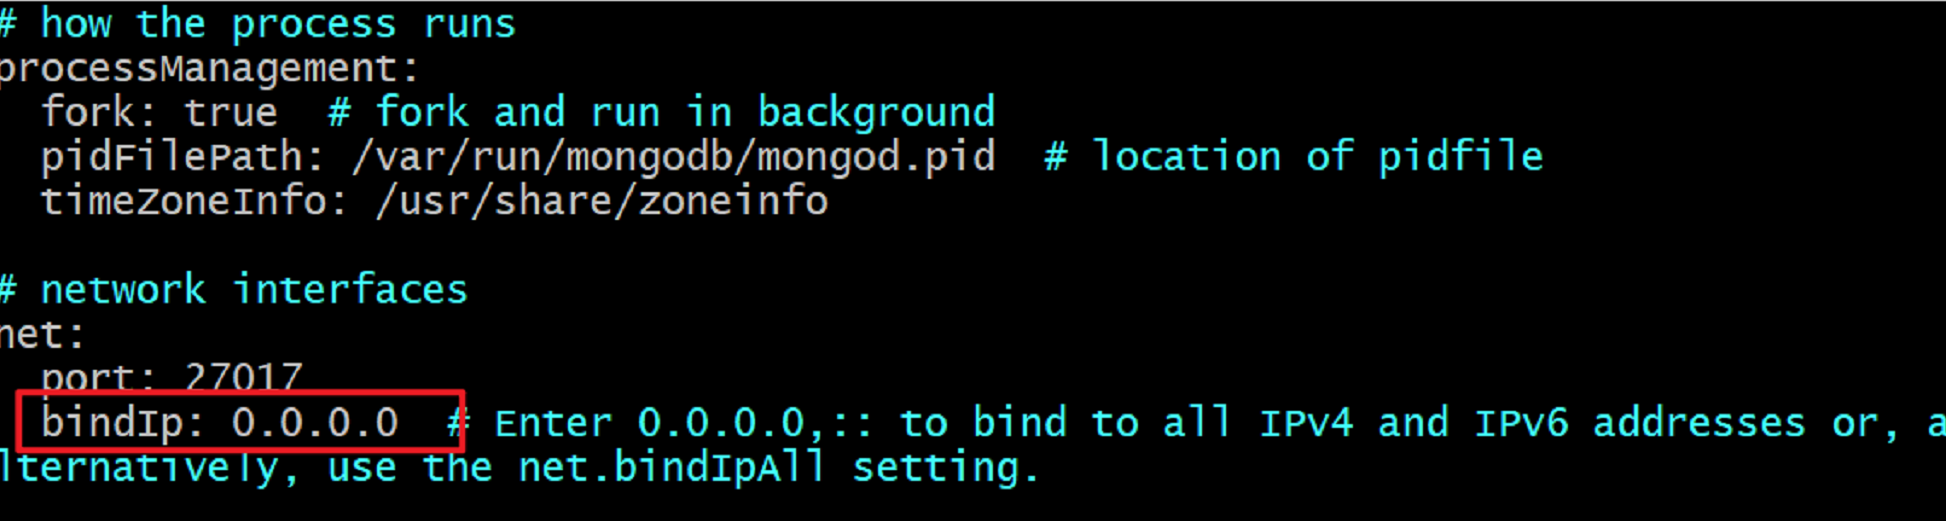 # how the process runs
processManagement:
  fork: true  # fork and run in background
  pidFilePath: /var/run/mongodb/mongod.pid  # location of pidfile
  timeZoneInfo: /usr/share/zoneinfo
# network interfaces
net:
  port: 27017
  bindIp: 0.0.0.0  # Enter 0.0.0.0,:: to bind to all IPv4 and IPv6 addresses or, a
lternatively, use the net.bindIpAll setting.